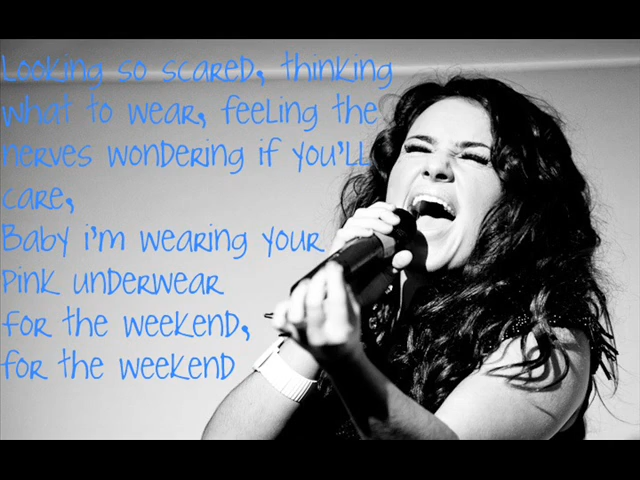 Looking so scared, thinking
what to wear, feeling the
nerves wondering if you'll
care,
Baby i'm wearing your
pink underwear
for the weekend,
for the weekend